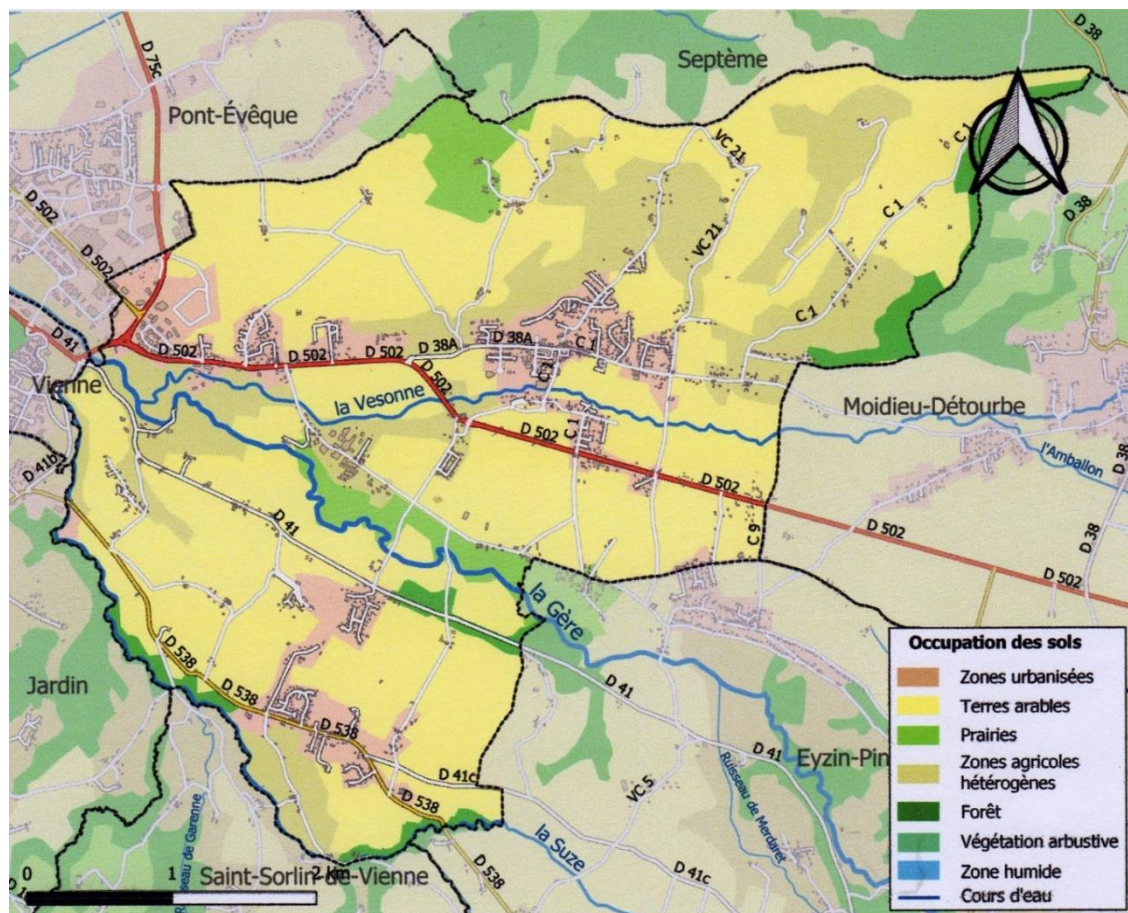 D 75c
Septème
D 38
Pont-Évêque
VC 21
C 1
D 502
VC 21
C 1
D 38
D 502
C 1
D 41
D 502
D 502
D 502
D 38A
D 38A
C 1
Vienne
D 502
C 1
la Vesonne
Moidieu-Détourbe
C 1
D 502
l'Amballon
D 38
D 41b
D 502
D 41
C 9
D 502
D 38
D 502
la Gère
D 538
Jardin
D 538
D 538
D 41
D 41
Eyzin-Pin
D 41c
VC 5
Ruisseau de Merdaret
D 538
la Suze
Ruisseau de Garenne
Saint-Sorlin-de-Vienne
D 538
D 41c
D 1
0 1 2 Km
Occupation des sols
Zones urbanisées
Terres arables
Prairies
Zones agricoles
hétérogènes
Forêt
Végétation arbustive
Zone humide
Cours d'eau